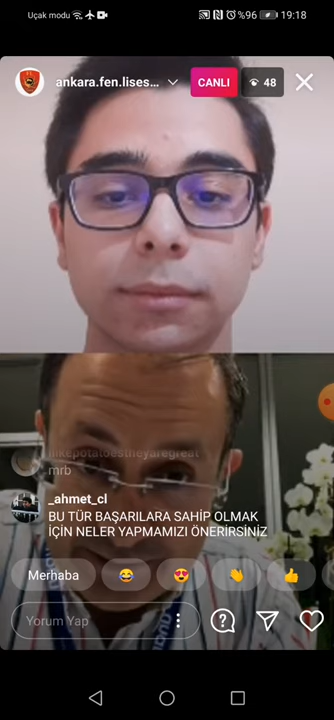 Uçak modu
%96
19:18
ankara.fen.lises...
CANLI
48
ilikepotatoestheyaregreat
mrb
_ahmet_cl
BU TÜR BAŞARILARA SAHİP OLMAK
İÇİN NELER YAPMAMIZI ÖNERİRSİNİZ
Merhaba
Yorum Yap